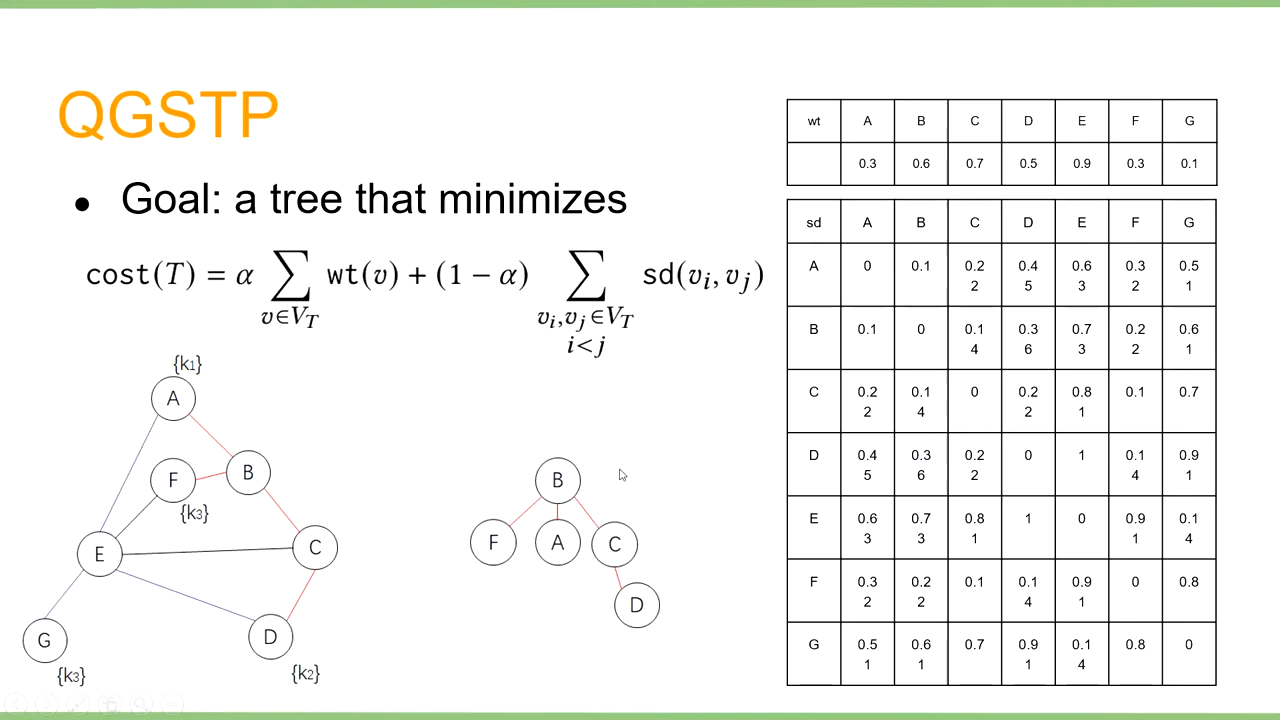 QGSTP
● Goal: a tree that minimizes
cost(T) = α ∑ wt(v) + (1 − α) ∑ sd(vᵢ, vⱼ)
v∈V_T vᵢ,vⱼ∈V_T
i<j
{k1}
A
F
B
{k3}
E
C
G
D
{k3}
{k2}
B
F A C
D
wt A B C D E F G
0.3 0.6 0.7 0.5 0.9 0.3 0.1
sd A B C D E F G
A 0 0.1 0.22 0.45 0.63 0.32 0.51
B 0.1 0 0.14 0.36 0.73 0.22 0.61
C 0.22 0.14 0 0.22 0.81 0.1 0.7
D 0.45 0.36 0.22 0 1 0.14 0.91
E 0.63 0.73 0.81 1 0 0.91 0.14
F 0.32 0.22 0.1 0.14 0.91 0 0.8
G 0.51 0.61 0.7 0.91 0.14 0.8 0